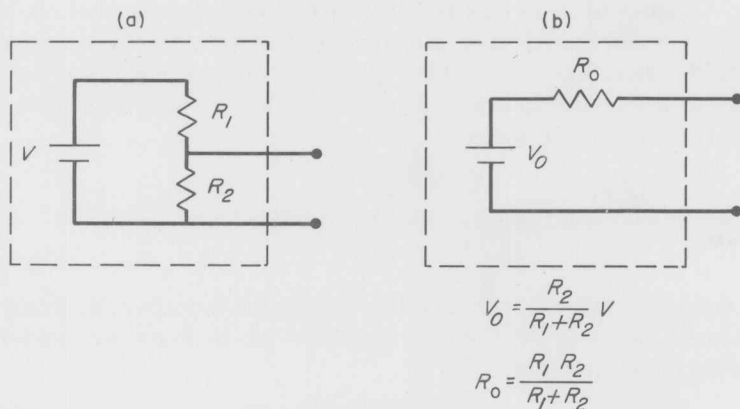 (a)
V
R₁
R₂
(b)
R₀
V₀
V₀ = R₂ / (R₁ + R₂) V
R₀ = R₁ R₂ / (R₁ + R₂)